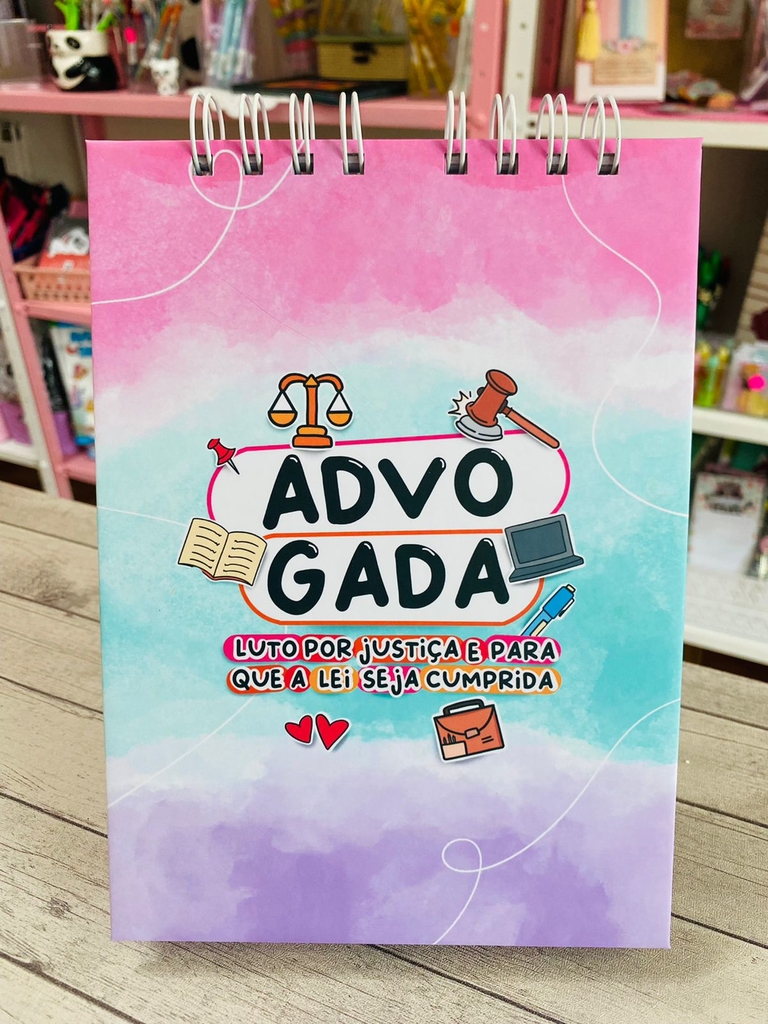 ADVO
GADA
LUTO POR JUSTIÇA E PARA
QUE A LEI SEJA CUMPRIDA